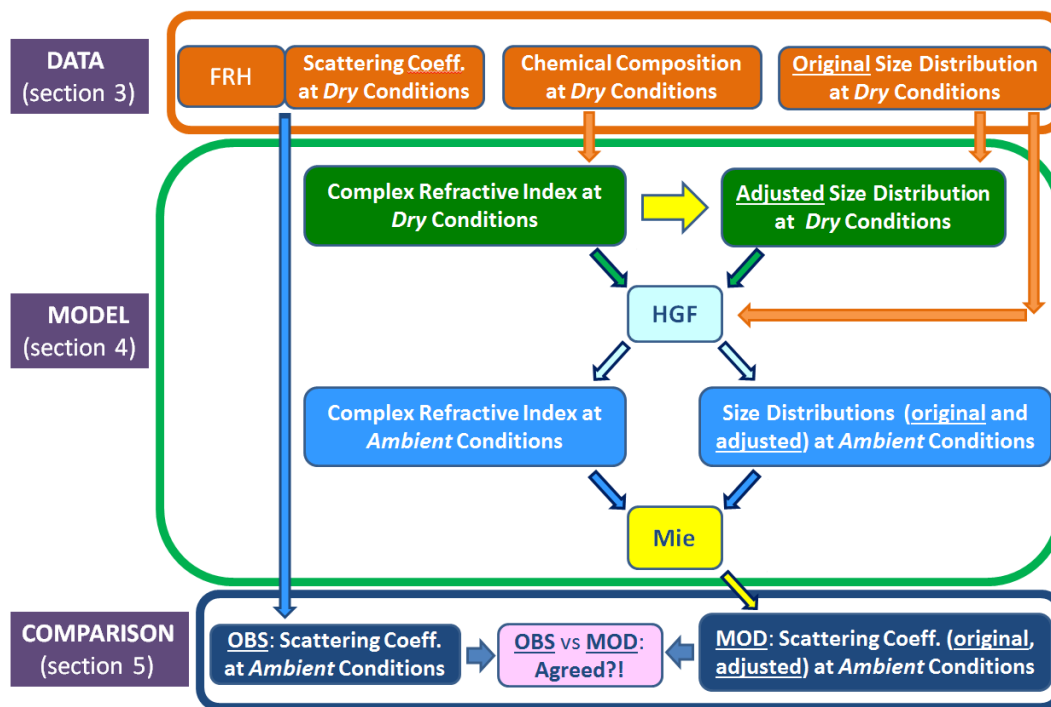 DATA
(section 3)
FRH
Scattering Coeff.
at Dry Conditions
Chemical Composition
at Dry Conditions
Original Size Distribution
at Dry Conditions
MODEL
(section 4)
Complex Refractive Index at
Dry Conditions
Adjusted Size Distribution
at Dry Conditions
HGF
Complex Refractive Index at
Ambient Conditions
Size Distributions (original and
adjusted) at Ambient Conditions
Mie
COMPARISON
(section 5)
OBS: Scattering Coeff.
at Ambient Conditions
OBS vs MOD:
Agreed?!
MOD: Scattering Coeff. (original,
adjusted) at Ambient Conditions